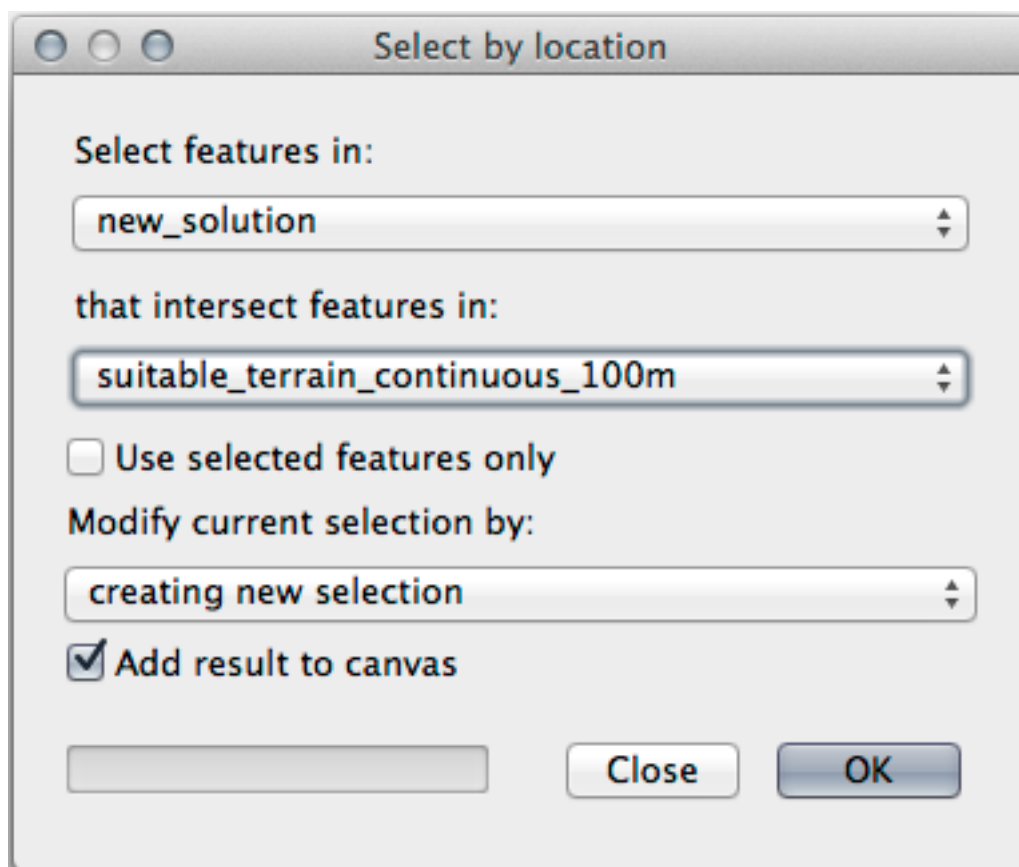 Select by location
Select features in:
new_solution
that intersect features in:
suitable_terrain_continuous_100m
Use selected features only
Modify current selection by:
creating new selection
Add result to canvas
Close OK